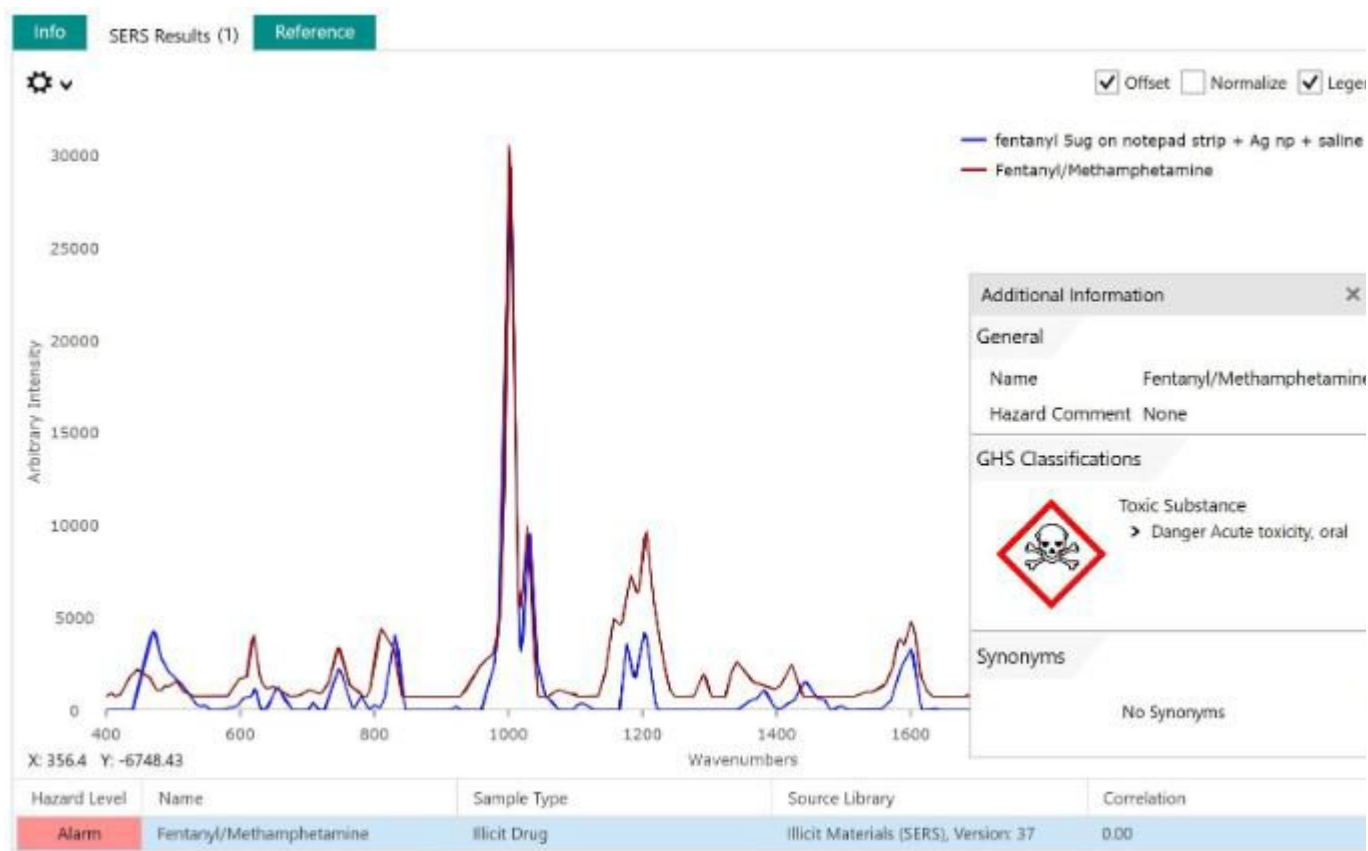 Info SERS Results (1) Reference
Offset Normalize Legen
fentanyl 5ug on notepad strip + Ag np + saline
Fentanyl/Methamphetamine
30000
25000
20000
15000
10000
5000
0
Arbitrary Intensity
400 600 800 1000 1200 1400 1600
X: 356.4 Y: -6748.43
Wavenumbers
Additional Information
General
Name Fentanyl/Methamphetamine
Hazard Comment None
GHS Classifications
Toxic Substance
> Danger Acute toxicity, oral
Synonyms
No Synonyms
Hazard Level Name Sample Type Source Library Correlation
Alarm Fentanyl/Methamphetamine Illicit Drug Illicit Materials (SERS), Version: 37 0.00